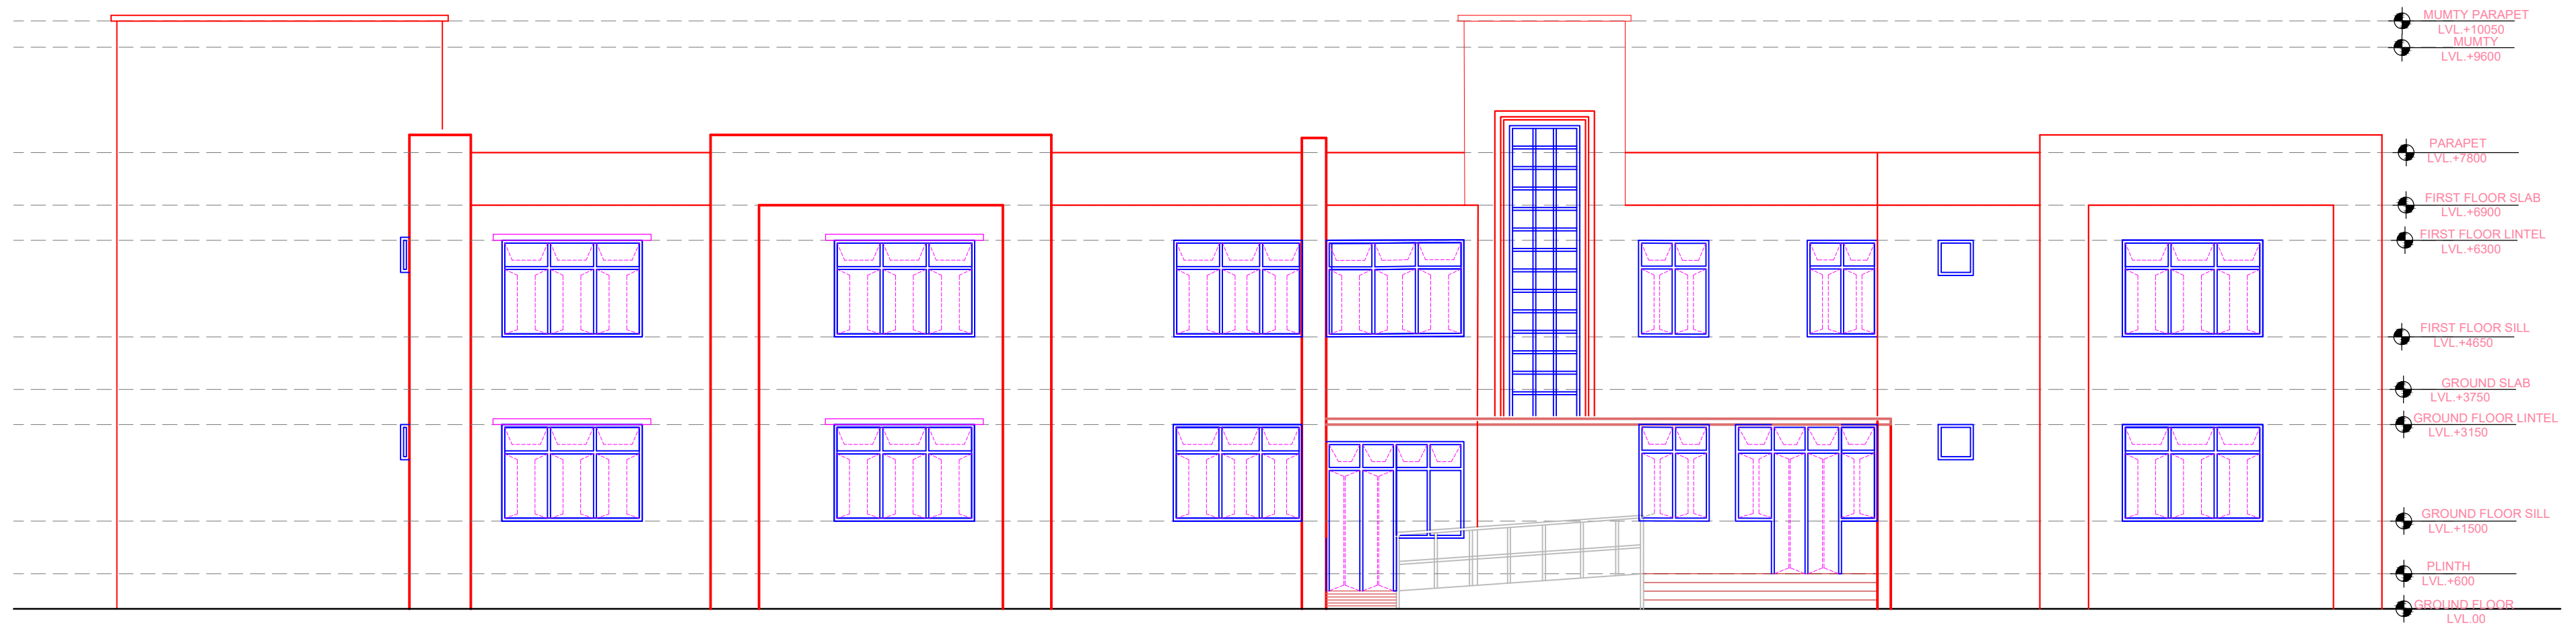 MUMTY PARAPET
LVL.+10050
MUMTY
LVL.+9600
PARAPET
LVL.+7800
FIRST FLOOR SLAB
LVL.+6900
FIRST FLOOR LINTEL
LVL.+6300
FIRST FLOOR SILL
LVL.+4650
GROUND SLAB
LVL.+3750
GROUND FLOOR LINTEL
LVL.+3150
GROUND FLOOR SILL
LVL.+1500
PLINTH
LVL.+600
GROUND FLOOR
LVL.00